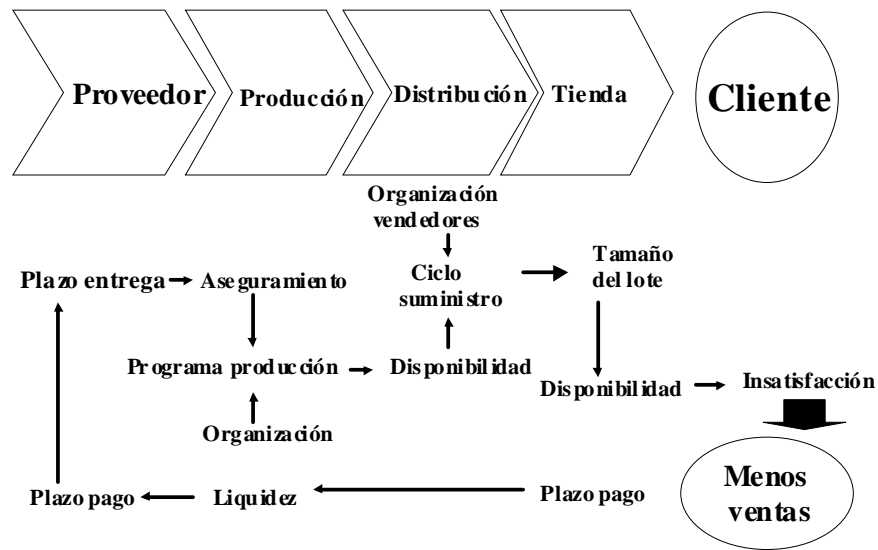 Proveedor
Producción
Distribución
Tienda
Cliente
Organización
vendedores
Plazo entrega
Aseguramiento
Ciclo
suministro
Tamaño
del lote
Programa producción
Disponibilidad
Disponibilidad
Insatisfacción
Organización
Plazo pago
Liquidez
Plazo pago
Menos
ventas